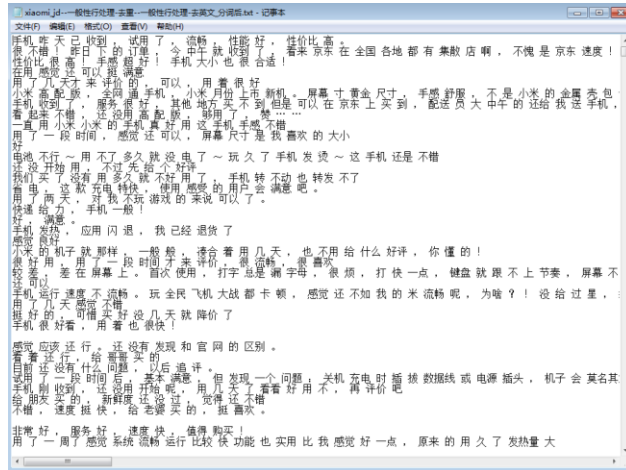 xiaomi_jd--一般性行处理-去重--一般性行处理-去英文_分词后.txt - 记事本
文件(F) 编辑(E) 格式(O) 查看(V) 帮助(H)
手机 昨 天 已 收到 , 试用 了 , 流畅 , 性能 好 , 性价比 高 。
很 不错 ! 昨日 下 的 订单 , 今 中午 就 收到 了 , 看来 京东 在 全国 各地 都 有 集散 店 啊 , 不愧 是 京东 速度 !
性价比 很 高 ! 手感 超好 ! 手机 大小 也 很 合适 !
在用 感觉 还 可以 挺 满意
用 了 几 天才 来 评价 的 , 可以 , 用 着 很 好
小米 高 配 版 , 全网 通 手机 , 小米 月份 上市 新机 。 屏幕 寸 黄金 尺寸 , 手感 舒服 , 不 是 小米 的 金属 壳 包
手机 收到 了 , 服务 很 好 , 其他 地方 买 不 到 但是 可以 在 京东 上 买 到 , 配送 员 大 中午 的 还给 我 送 手机 ,
看 起来 不错 , 还 没用 高 配 版 , 够用 了 , 赞 ……
一直 用 小米 小米 的 手机 真 好用 这 手机 手感 不错
用 了 一段 时间 , 感觉 还 可以 , 屏幕 尺寸 是 我 喜欢 的 大小
好
电池 不行 ~ 用 不了 多久 就 没 电 了 ~ 玩 久 了 手机 发烫 ~ 这 手机 还是 不错
还 没 开始 用 , 不过 先 给 个 好评
我们 买 了 没有 用 多久 就 不好 用 了 , 手机 转 不动 也 转发 不了
省 电 , 这款 充电 特快 , 使用 感受 的 用户 会 满意 吧 。
用 了 两天 , 对 我 不玩 游戏 的 来说 可以 了 。
快递 给 力 , 手机 一般 !
好 , 满意 。
手机 发热 , 应用 闪退 , 我 已经 退货 了
感觉 良好
小米 的 机子 就 那样 , 一般 般 , 凑合 着 用 几天 , 也 不用 给 什么 好评 , 你 懂 的 !
很 好用 , 用 了 一段 时间 才 来 评价 , 很 流畅 , 很 喜欢
较差 , 差 在 屏幕 上 。 首次 使用 , 打字 总是 漏 字母 , 很 烦 , 打 快 一点 , 键盘 就 跟 不 上 节奏 , 屏幕 不
还 可以
手机 运行 速度 不 流畅 。 玩 全民 飞机 大战 都 卡 顿 , 感觉 还 不如 我 的 米 流畅 呢 , 为啥 ? ! 没 给 过 星 ,
用 了 几天 感觉 不错
挺 好 的 , 可惜 买 好 没 几天 就 降价 了
手机 很 好看 , 用 着 也 很快 !
感觉 应该 还 行 。 还 没有 发现 和 官网 的 区别 。
看着 还行 , 给 哥哥 买 的
目前 还 没有 什么 问题 , 以后 追评 。
试用 了 一段 时间 后 , 基本 满意 , 但 发现 一个 问题 , 关机 充电 时 插拔 数据线 或 电源 插头 , 机子 会 莫名其
手机 刚 收到 , 还 没用 开始 呢 , 用 几天 了 看看 好用 不 , 再 评价 吧
给 朋友 买 的 , 新鲜度 还 没过 , 觉得 还 不错
不错 , 速度 挺快 , 给 老婆 买 的 , 挺 喜欢 。
非常 好 , 服务 好 , 速度 快 , 值得 购买 !
用 了 一周 了 感觉 系统 流畅 运行 比较 快 功能 也 实用 比 我 感觉 好 一点 , 原来 的 用 久 了 发热量 大